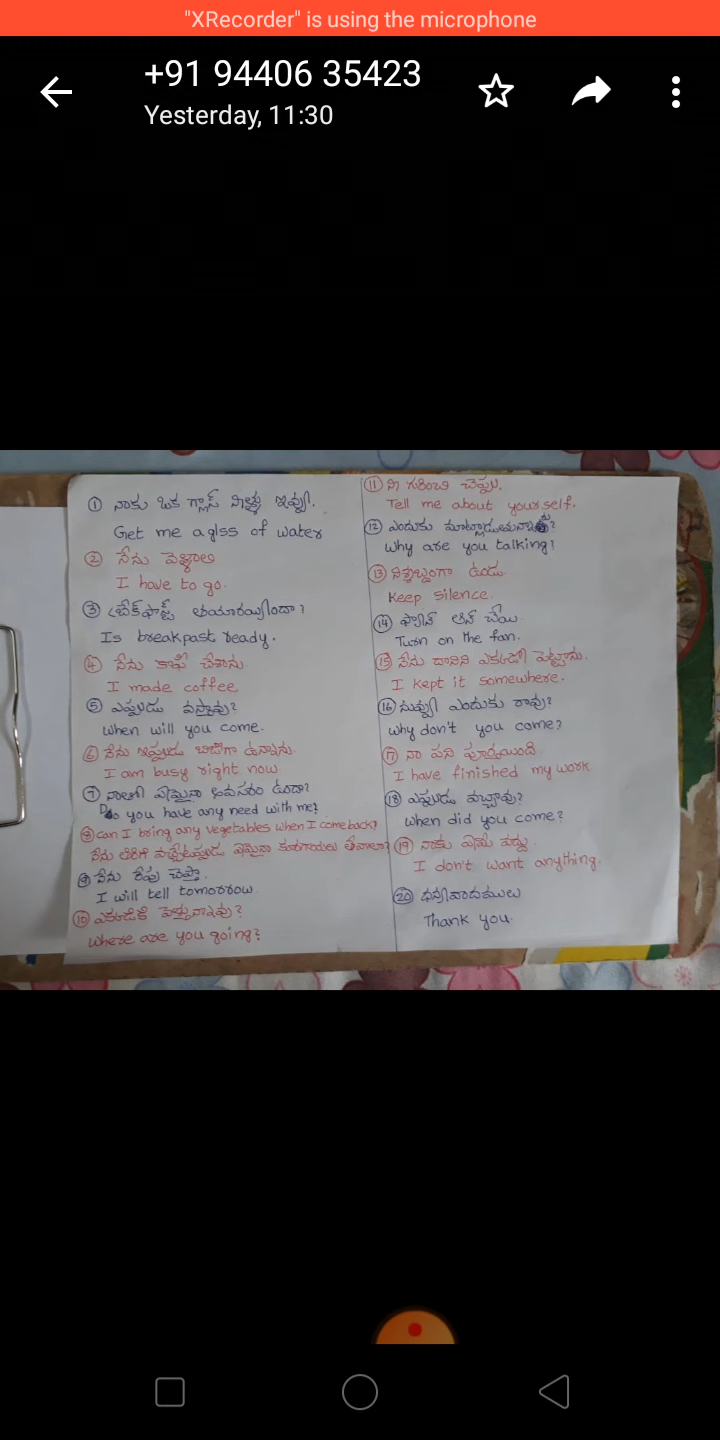 "XRecorder" is using the microphone
+91 94406 35423
Yesterday, 11:30
① నాకు ఒక గ్లాస్ నీళ్ళు ఇవ్వు.
Get me a glss of water
② నేను వెళ్ళాలి
I have to go.
③ బ్రేక్‌ఫాస్ట్ తయారయ్యిందా?
Is breakpast ready.
④ నేను కాఫీ చేశాను
I made coffee
⑤ ఎప్పుడు వస్తావు?
when will you come.
⑥ నేను ఇప్పుడు బిజీగా ఉన్నాను.
I am busy right now
⑦ నాతో ఏమైనా అవసరం ఉందా?
Do you have any need with me?
⑧ can I bring any vegetables when I come back?
నేను తిరిగి వచ్చేటప్పుడు ఏమైనా కూరగాయలు తేవాలా?
⑨ నేను రేపు చెప్తా.
I will tell tomorrow
⑩ ఎక్కడికి వెళ్తున్నావు?
where are you going?
⑪ నీ గురించి చెప్పు.
Tell me about yourself.
⑫ ఎందుకు మాట్లాడుతున్నావు?
why are you talking?
⑬ నిశ్శబ్దంగా ఉండు
Keep silence.
⑭ ఫ్యాన్ ఆన్ చేయి
Turn on the fan.
⑮ నేను దానిని ఎక్కడో పెట్టాను.
I kept it somewhere.
⑯ నువ్వు ఎందుకు రావు?
why don't you come?
⑰ నా పని పూర్తయింది
I have finished my work
⑱ ఎప్పుడు వచ్చావు?
when did you come?
⑲ నాకు ఏమీ వద్దు
I don't want anything.
⑳ ధన్యవాదములు
Thank you.